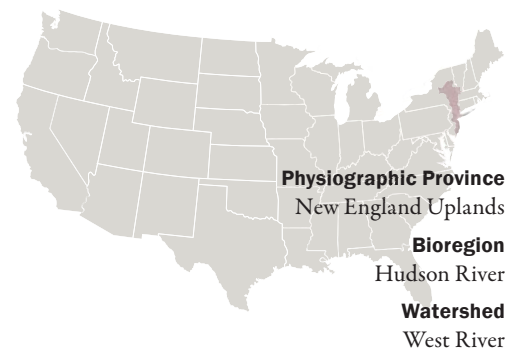 Physiographic Province
New England Uplands
Bioregion
Hudson River
Watershed
West River